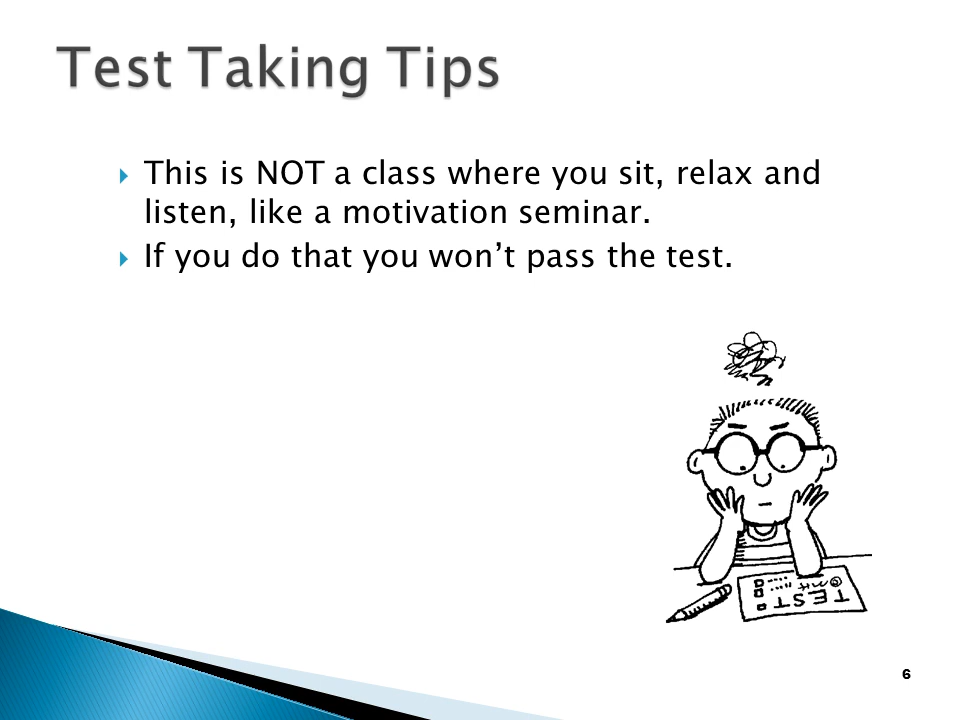 Test Taking Tips
This is NOT a class where you sit, relax and
listen, like a motivation seminar.
If you do that you won’t pass the test.
TEST
6